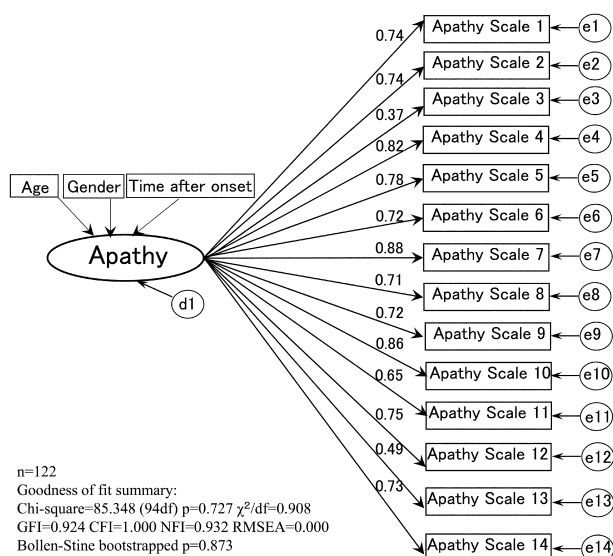 0.74 Apathy Scale 1 e1
0.74 Apathy Scale 2 e2
0.37 Apathy Scale 3 e3
0.82 Apathy Scale 4 e4
0.78 Apathy Scale 5 e5
0.72 Apathy Scale 6 e6
0.88 Apathy Scale 7 e7
0.71 Apathy Scale 8 e8
0.72 Apathy Scale 9 e9
0.86 Apathy Scale 10 e10
0.65 Apathy Scale 11 e11
0.75 Apathy Scale 12 e12
0.49 Apathy Scale 13 e13
0.73 Apathy Scale 14 e14
Age Gender Time after onset
Apathy
d1
n=122
Goodness of fit summary:
Chi-square=85.348 (94df) p=0.727 χ²/df=0.908
GFI=0.924 CFI=1.000 NFI=0.932 RMSEA=0.000
Bollen-Stine bootstrapped p=0.873